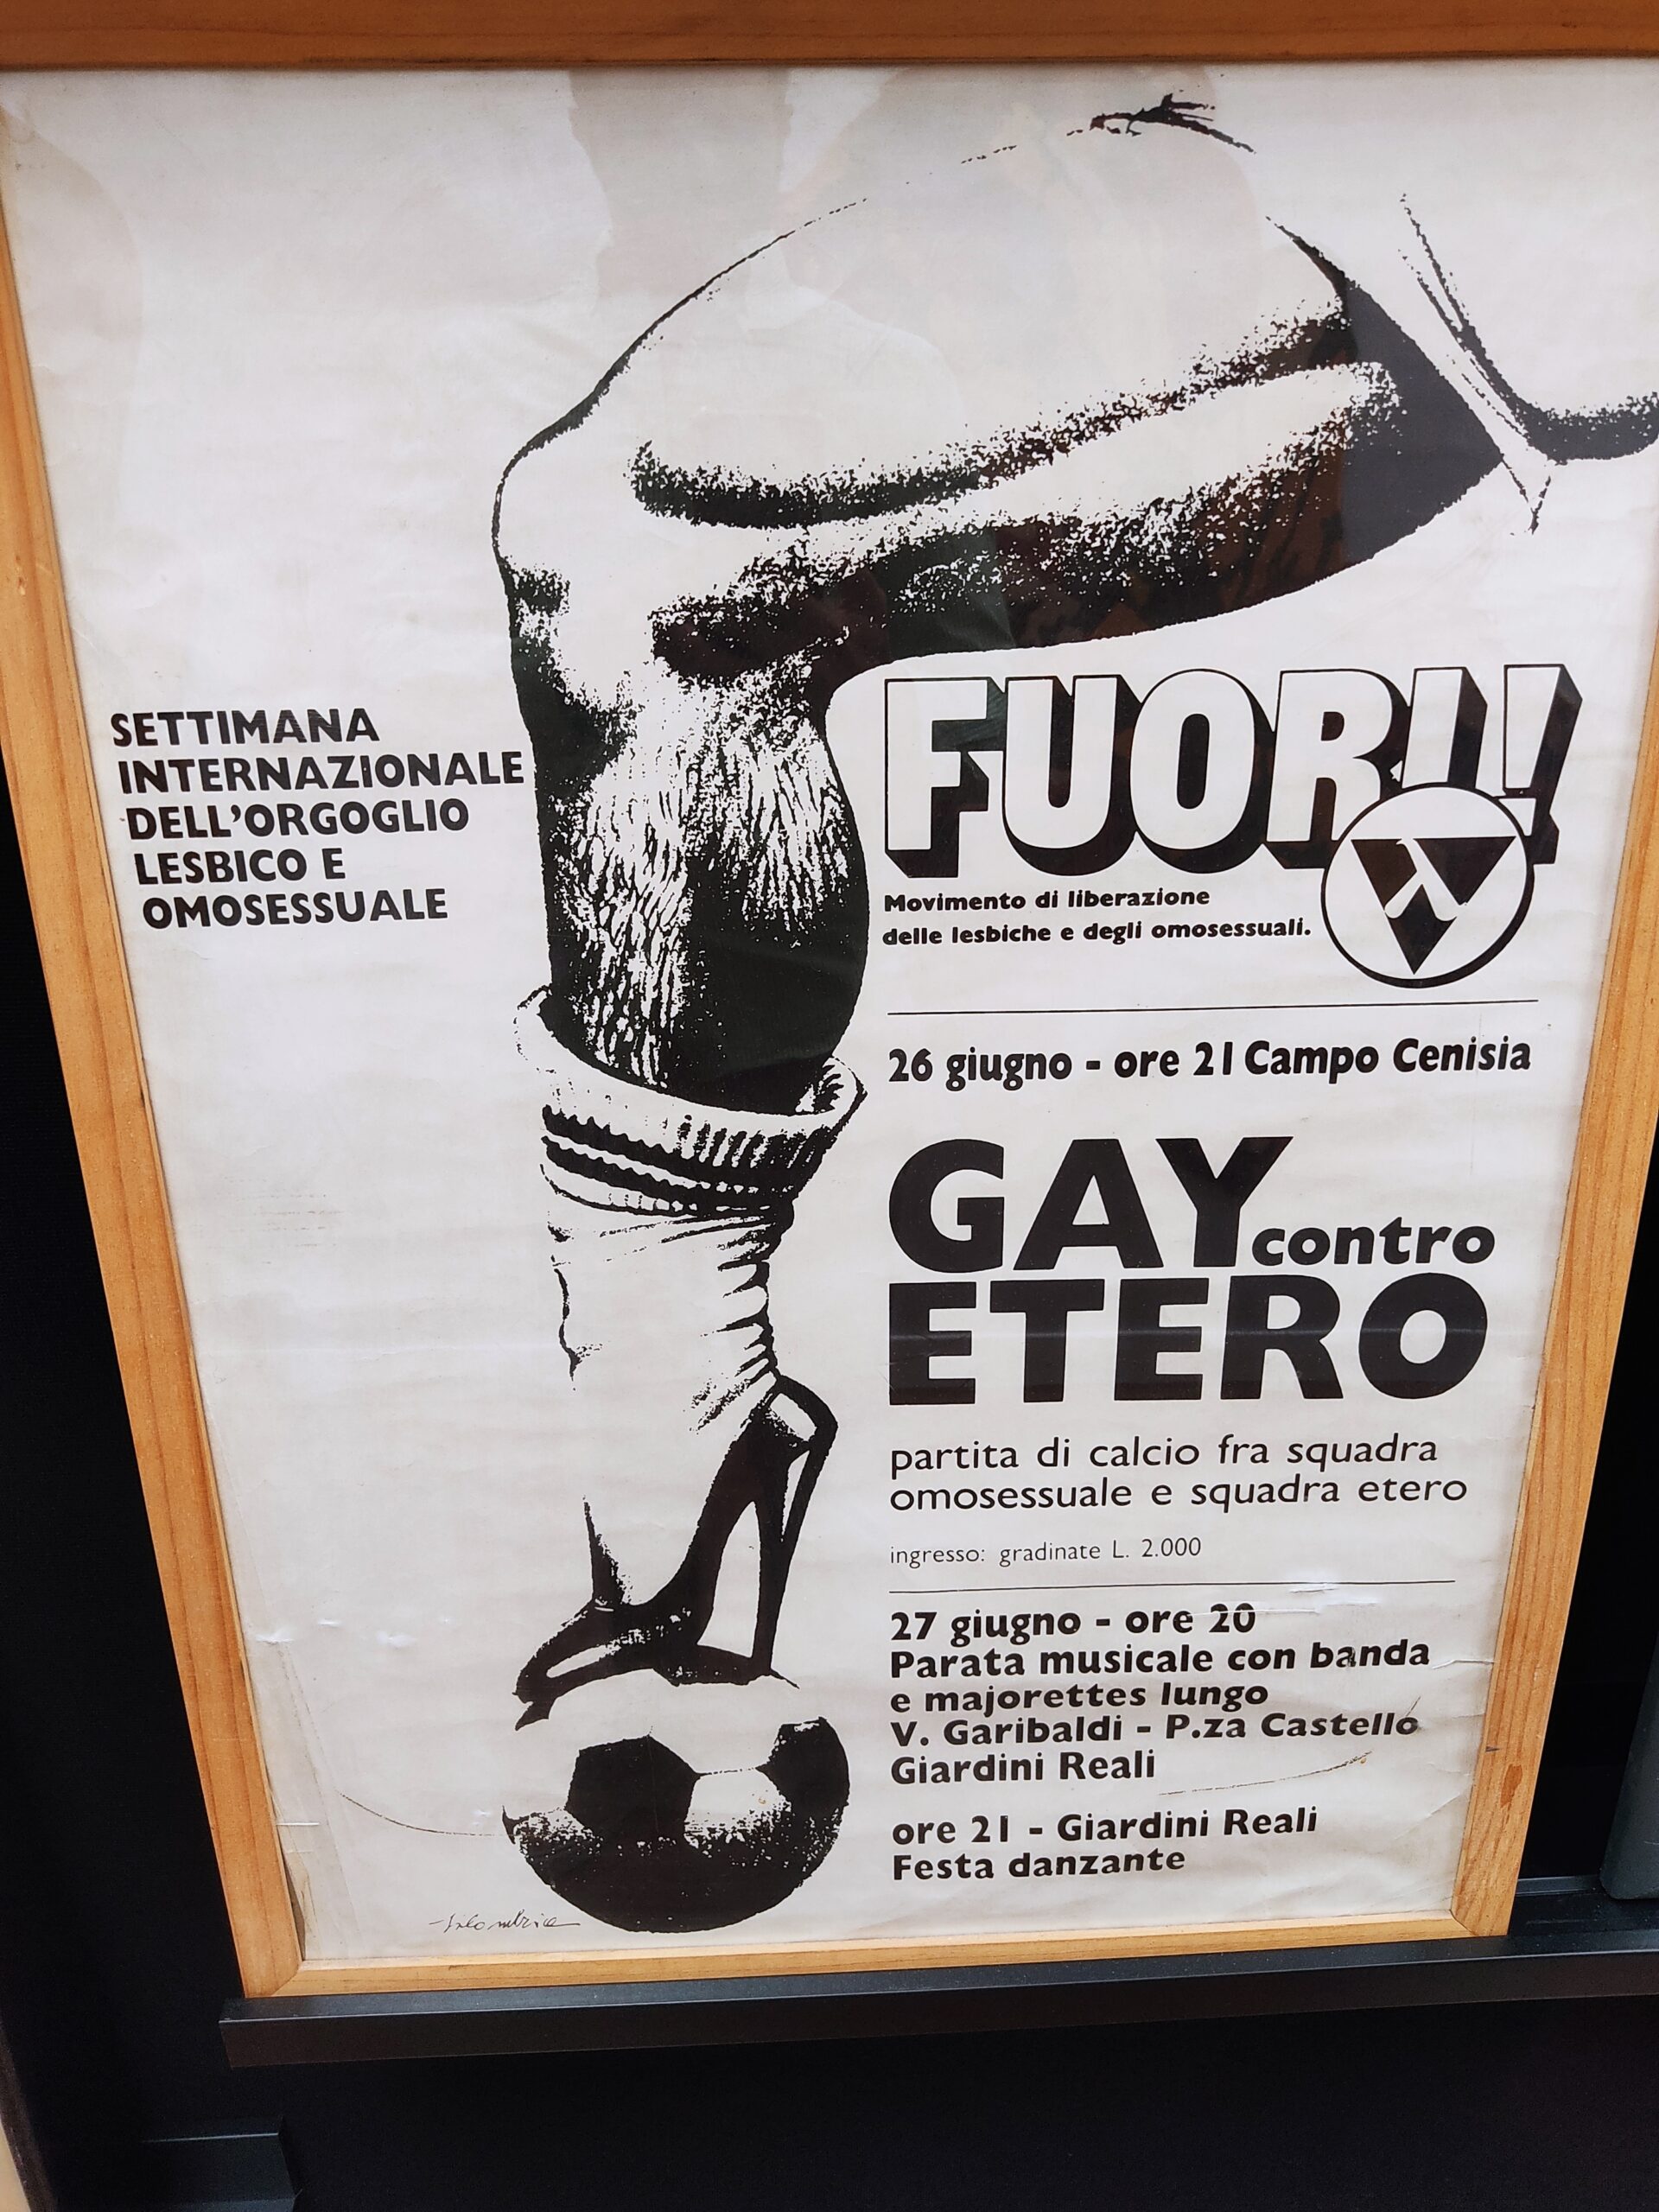 SETTIMANA
INTERNAZIONALE
DELL'ORGOGLIO
LESBICO E
OMOSESSUALE
FUORI!
Movimento di liberazione
delle lesbiche e degli omosessuali.
26 giugno - ore 21 Campo Cenisia
GAY contro
ETERO
partita di calcio fra squadra
omosessuale e squadra etero
ingresso: gradinate L. 2.000
27 giugno - ore 20
Parata musicale con banda
e majorettes lungo
V. Garibaldi - P.za Castello
Giardini Reali
ore 21 - Giardini Reali
Festa danzante